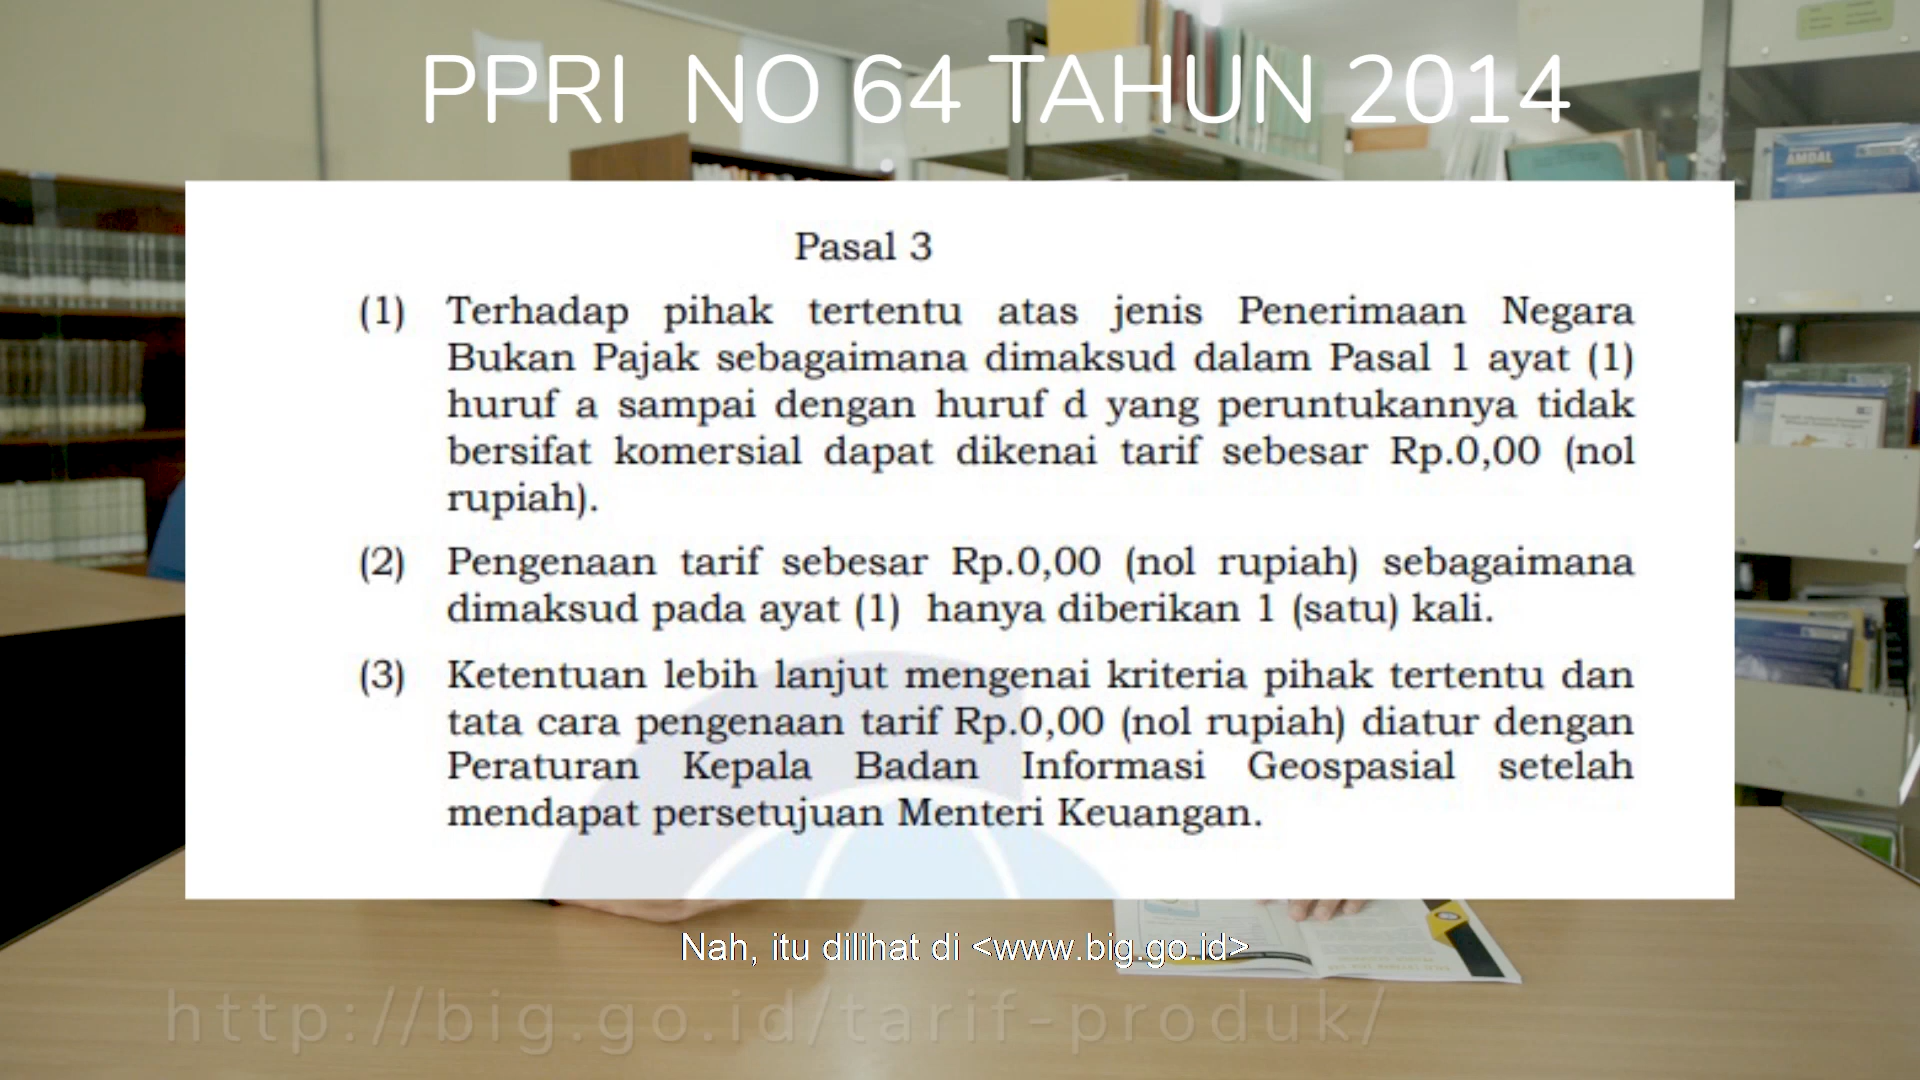 PPRI NO 64 TAHUN 2014
AMDAL
Pasal 3
(1) Terhadap pihak tertentu atas jenis Penerimaan Negara
Bukan Pajak sebagaimana dimaksud dalam Pasal 1 ayat (1)
huruf a sampai dengan huruf d yang peruntukannya tidak
bersifat komersial dapat dikenai tarif sebesar Rp.0,00 (nol
rupiah).
(2) Pengenaan tarif sebesar Rp.0,00 (nol rupiah) sebagaimana
dimaksud pada ayat (1) hanya diberikan 1 (satu) kali.
(3) Ketentuan lebih lanjut mengenai kriteria pihak tertentu dan
tata cara pengenaan tarif Rp.0,00 (nol rupiah) diatur dengan
Peraturan Kepala Badan Informasi Geospasial setelah
mendapat persetujuan Menteri Keuangan.
Nah, itu dilihat di <www.big.go.id>
http://big.go.id/tarif-produk/